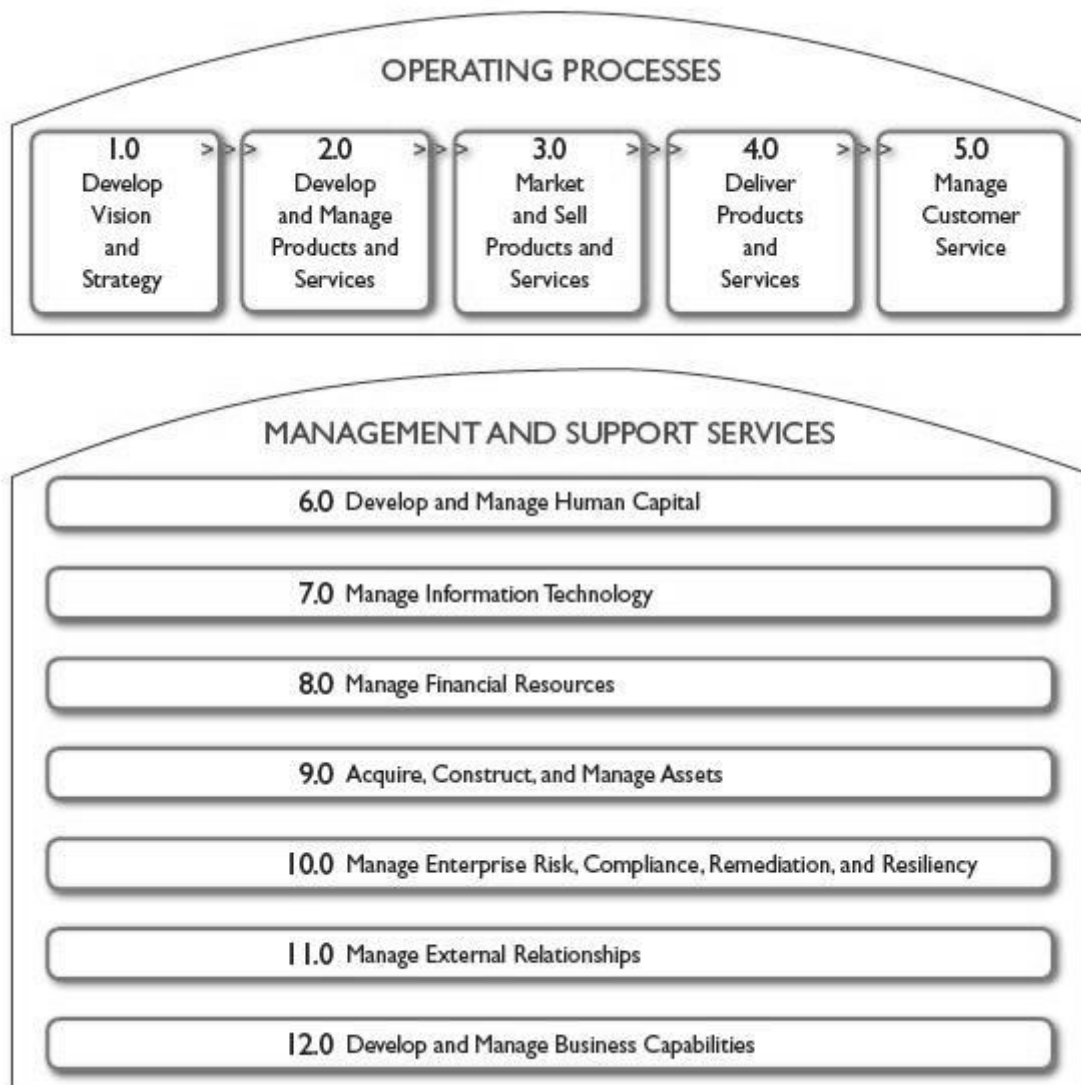 OPERATING PROCESSES
1.0 >>> 2.0 >>> 3.0 >>> 4.0 >>> 5.0
Develop
Vision
and
Strategy
Develop
and Manage
Products and
Services
Market
and Sell
Products and
Services
Deliver
Products
and
Services
Manage
Customer
Service
MANAGEMENT AND SUPPORT SERVICES
6.0 Develop and Manage Human Capital
7.0 Manage Information Technology
8.0 Manage Financial Resources
9.0 Acquire, Construct, and Manage Assets
10.0 Manage Enterprise Risk, Compliance, Remediation, and Resiliency
11.0 Manage External Relationships
12.0 Develop and Manage Business Capabilities